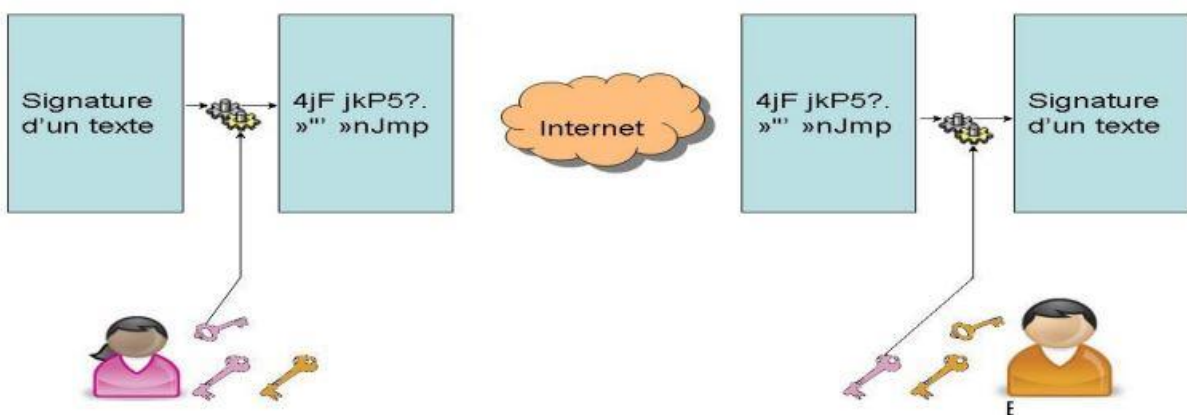 Signature
d'un texte
4jF jkP5?.
»"' »nJmp
Internet
4jF jkP5?.
»"' »nJmp
Signature
d'un texte
E